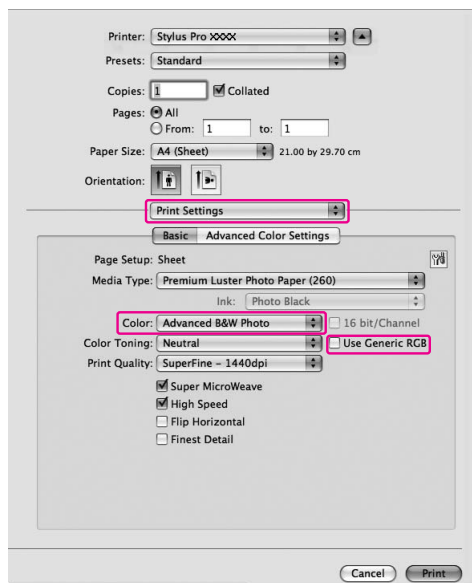 Printer: Stylus Pro XXXX
Presets: Standard
Copies: 1 Collated
Pages: All
From: 1 to: 1
Paper Size: A4 (Sheet) 21.00 by 29.70 cm
Orientation:
Print Settings
Basic Advanced Color Settings
Page Setup: Sheet
Media Type: Premium Luster Photo Paper (260)
Ink: Photo Black
Color: Advanced B&W Photo 16 bit/Channel
Color Toning: Neutral Use Generic RGB
Print Quality: SuperFine – 1440dpi
Super MicroWeave
High Speed
Flip Horizontal
Finest Detail
Cancel Print